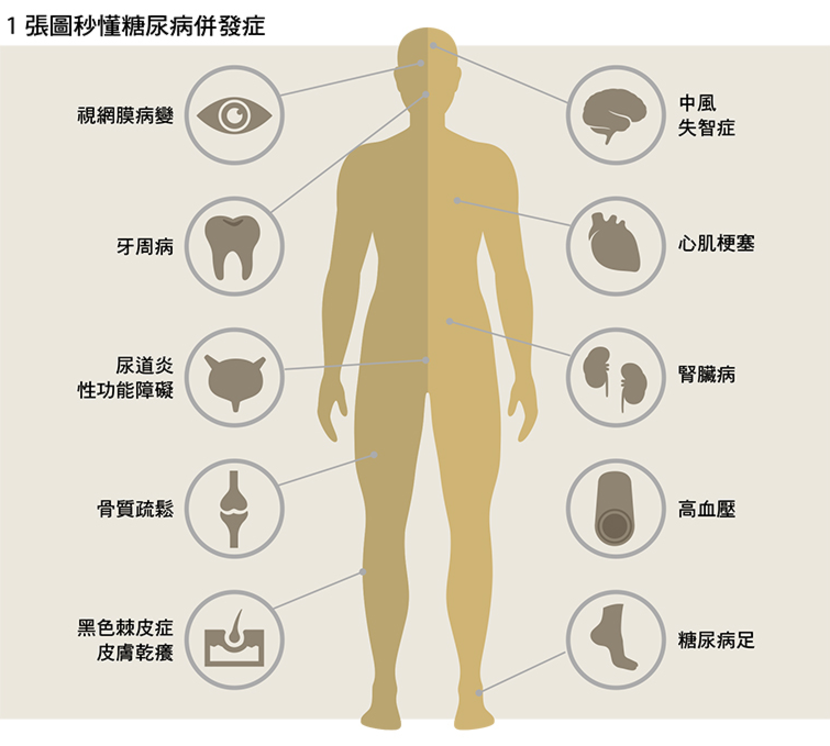 1 張圖秒懂糖尿病併發症
視網膜病變
牙周病
尿道炎
性功能障礙
骨質疏鬆
黑色棘皮症
皮膚乾癢
中風
失智症
心肌梗塞
腎臟病
高血壓
糖尿病足